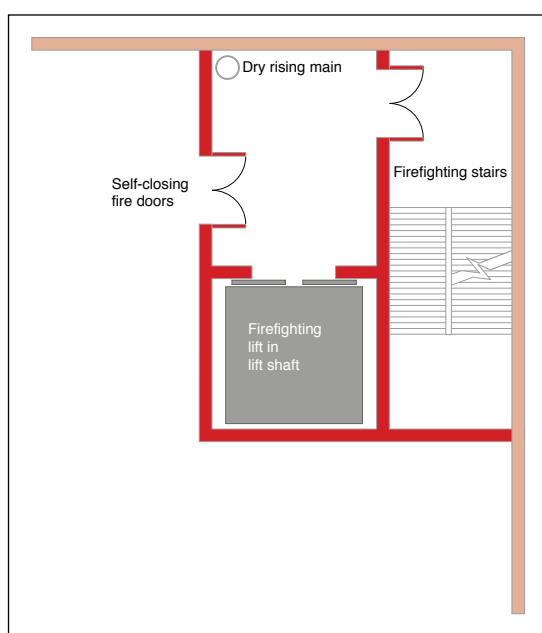 Dry rising main
Self-closing
fire doors
Firefighting stairs
Firefighting
lift in
lift shaft